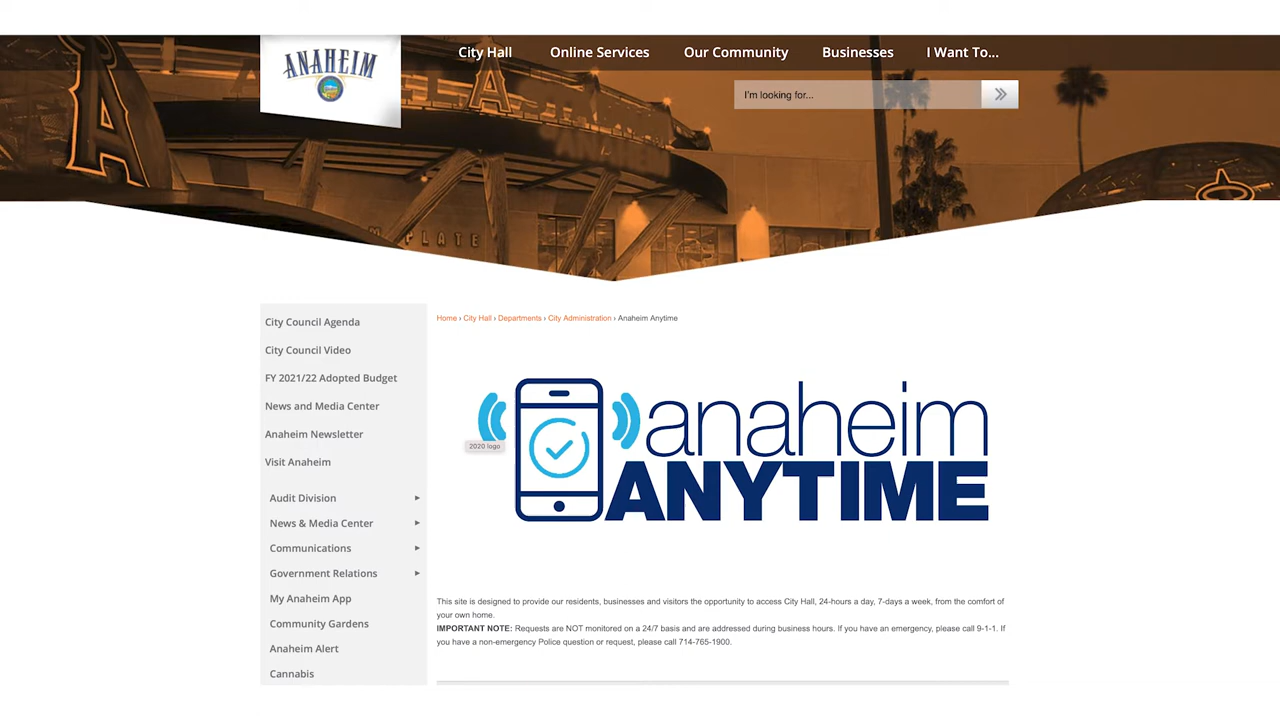 ANAHEIM
City Hall
Online Services
Our Community
Businesses
I Want To...
I'm looking for...
A
A
PLATE
City Council Agenda
City Council Video
FY 2021/22 Adopted Budget
News and Media Center
Anaheim Newsletter
Visit Anaheim
Audit Division
News & Media Center
Communications
Government Relations
My Anaheim App
Community Gardens
Anaheim Alert
Cannabis
Home › City Hall › Departments › City Administration › Anaheim Anytime
2020 logo
anaheim
ANYTIME
This site is designed to provide our residents, businesses and visitors the opportunity to access City Hall, 24-hours a day, 7-days a week, from the comfort of
your own home.
IMPORTANT NOTE: Requests are NOT monitored on a 24/7 basis and are addressed during business hours. If you have an emergency, please call 9-1-1. If
you have a non-emergency Police question or request, please call 714-765-1900.